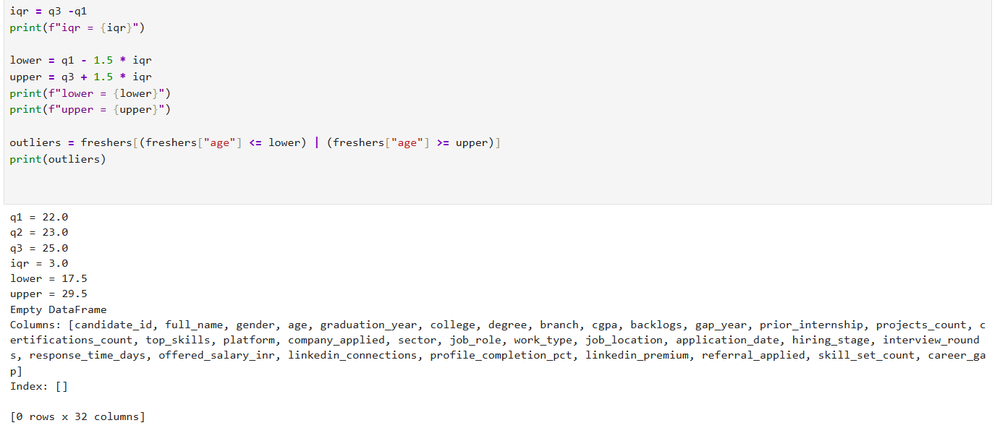 iqr = q3 -q1
print(f"iqr = {iqr}")
lower = q1 - 1.5 * iqr
upper = q3 + 1.5 * iqr
print(f"lower = {lower}")
print(f"upper = {upper}")
outliers = freshers[(freshers["age"] <= lower) | (freshers["age"] >= upper)]
print(outliers)
q1 = 22.0
q2 = 23.0
q3 = 25.0
iqr = 3.0
lower = 17.5
upper = 29.5
Empty DataFrame
Columns: [candidate_id, full_name, gender, age, graduation_year, college, degree, branch, cgpa, backlogs, gap_year, prior_internship, projects_count, c
ertifications_count, top_skills, platform, company_applied, sector, job_role, work_type, job_location, application_date, hiring_stage, interview_round
s, response_time_days, offered_salary_inr, linkedin_connections, profile_completion_pct, linkedin_premium, referral_applied, skill_set_count, career_ga
p]
Index: []
[0 rows x 32 columns]